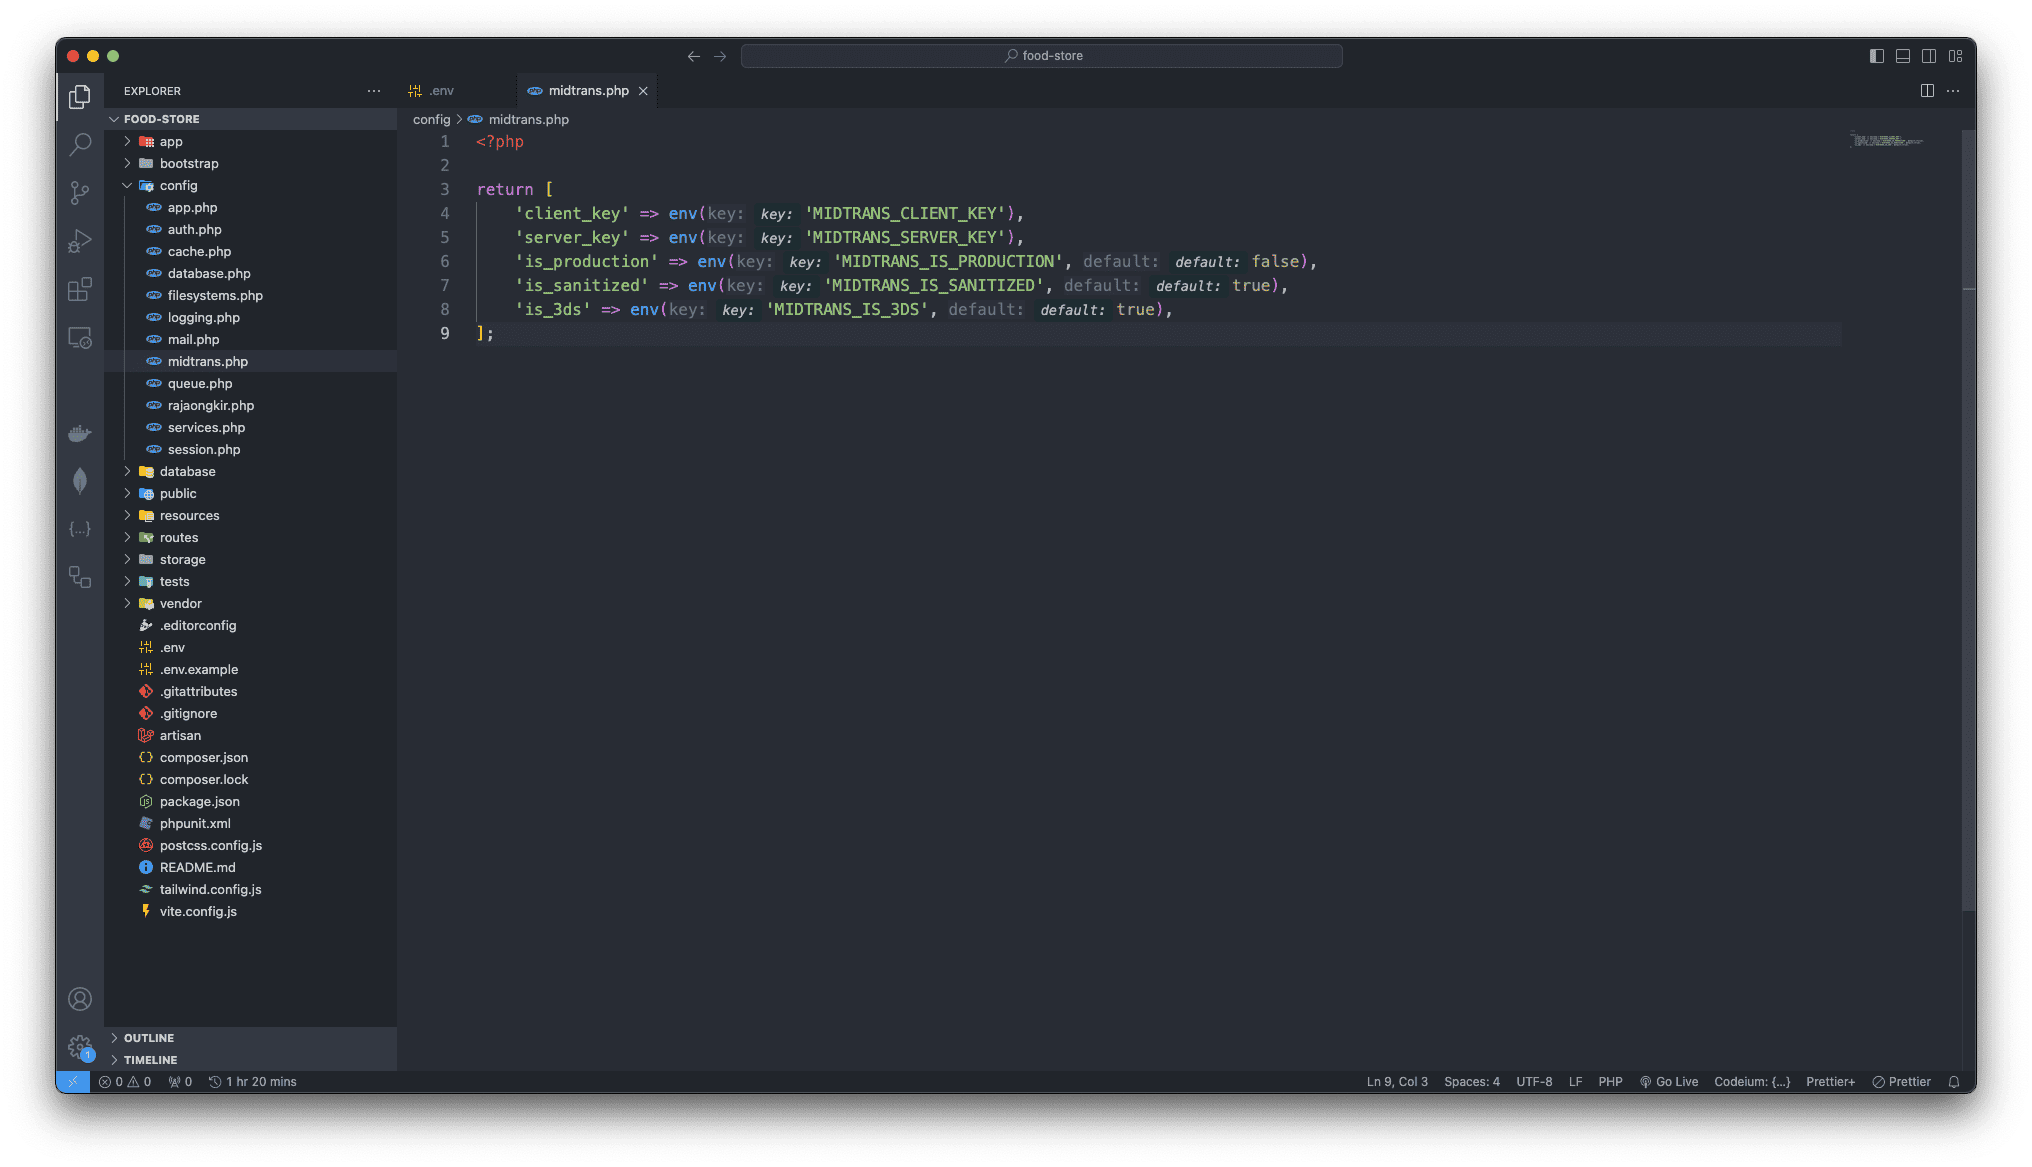 food-store
EXPLORER
.env
midtrans.php
FOOD-STORE
config > midtrans.php
app
bootstrap
config
app.php
auth.php
cache.php
database.php
filesystems.php
logging.php
mail.php
midtrans.php
queue.php
rajaongkir.php
services.php
session.php
database
public
resources
routes
storage
tests
vendor
.editorconfig
.env
.env.example
.gitattributes
.gitignore
artisan
composer.json
composer.lock
package.json
phpunit.xml
postcss.config.js
README.md
tailwind.config.js
vite.config.js
OUTLINE
TIMELINE
1 <?php
2
3 return [
4 'client_key' => env(key: key: 'MIDTRANS_CLIENT_KEY'),
5 'server_key' => env(key: key: 'MIDTRANS_SERVER_KEY'),
6 'is_production' => env(key: key: 'MIDTRANS_IS_PRODUCTION', default: default: false),
7 'is_sanitized' => env(key: key: 'MIDTRANS_IS_SANITIZED', default: default: true),
8 'is_3ds' => env(key: key: 'MIDTRANS_IS_3DS', default: default: true),
9 ];
1
0 0 0 1 hr 20 mins
Ln 9, Col 3 Spaces: 4 UTF-8 LF PHP Go Live Codeium: {...} Prettier+ Prettier